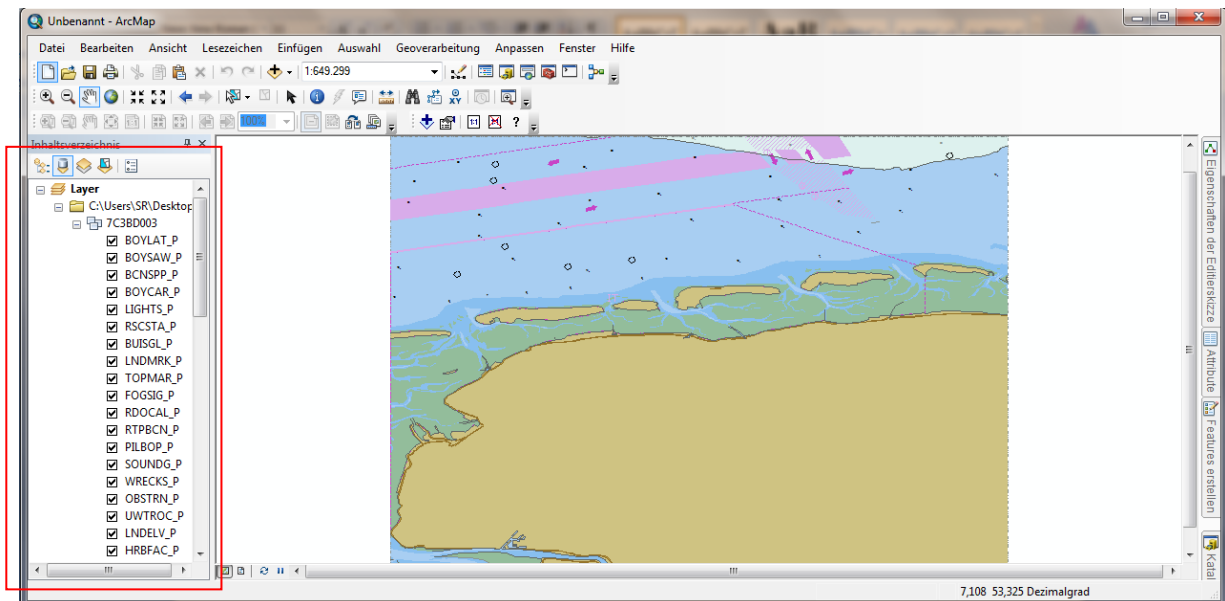 Unbenannt - ArcMap
Datei Bearbeiten Ansicht Lesezeichen Einfügen Auswahl Geoverarbeitung Anpassen Fenster Hilfe
1:649.299
100%
Inhaltsverzeichnis
Layer
C:\Users\SR\Desktop
7C3BD003
BOYLAT_P
BOYSAW_P
BCNSPP_P
BOYCAR_P
LIGHTS_P
RSCSTA_P
BUISGL_P
LNDMRK_P
TOPMAR_P
FOGSIG_P
RDOCAL_P
RTPBCN_P
PILBOP_P
SOUNDG_P
WRECKS_P
OBSTRN_P
UWTROC_P
LNDELV_P
HRBFAC_P
Eigenschaften der Editierskizze
Attribute
Features erstellen
Katal
7,108 53,325 Dezimalgrad